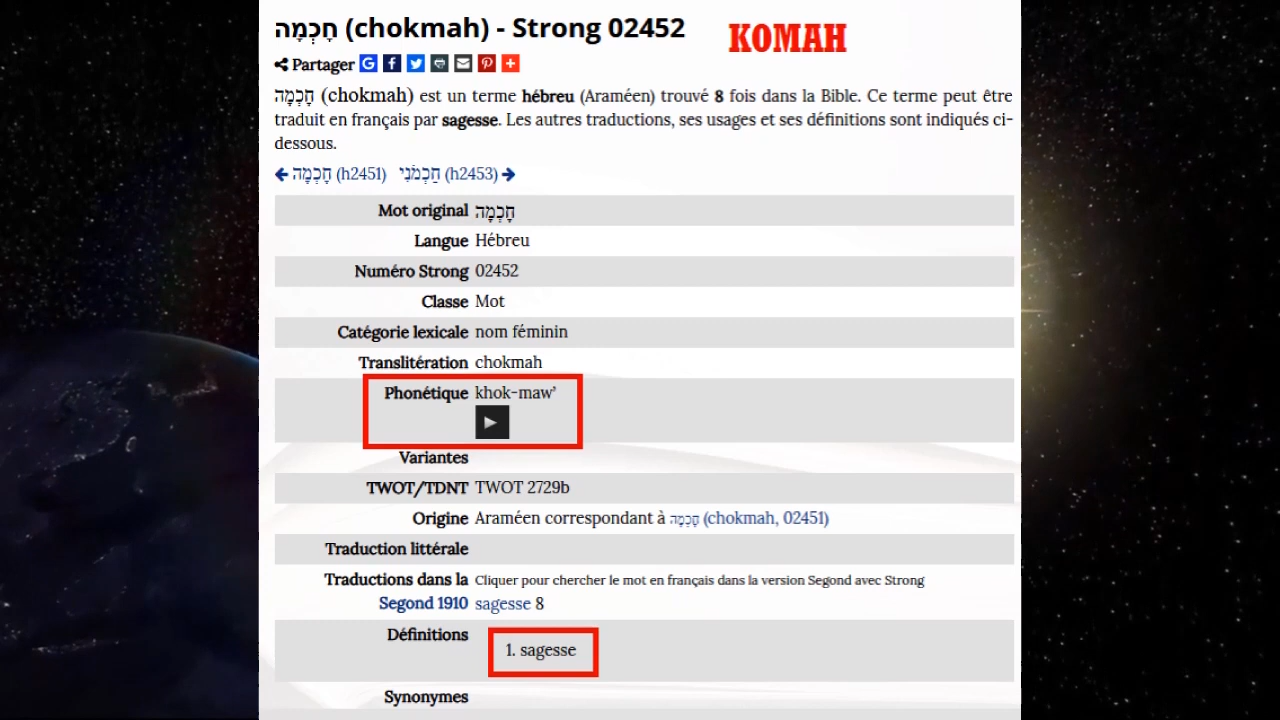 חָכְמָה (chokmah) - Strong 02452
KOMAH
Partager
חָכְמָה (chokmah) est un terme hébreu (Araméen) trouvé 8 fois dans la Bible. Ce terme peut être
traduit en français par sagesse. Les autres traductions, ses usages et ses définitions sont indiqués ci-
dessous.
← חָכְמָה (h2451) חַכְמֹנִי (h2453) →
Mot original חָכְמָה
Langue Hébreu
Numéro Strong 02452
Classe Mot
Catégorie lexicale nom féminin
Translitération chokmah
Phonétique khok-maw’
Variantes
TWOT/TDNT TWOT 2729b
Origine Araméen correspondant à חָכְמָה (chokmah, 02451)
Traduction littérale
Traductions dans la Cliquer pour chercher le mot en français dans la version Segond avec Strong
Segond 1910 sagesse 8
Définitions
1. sagesse
Synonymes